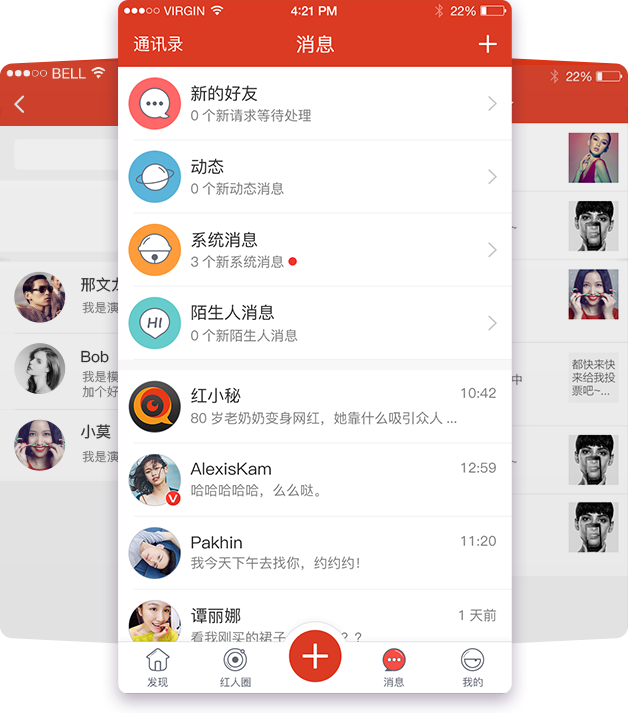 VIRGIN 4:21 PM 22%
通讯录 消息
新的好友
0 个新请求等待处理
动态
0 个新动态消息
系统消息
3 个新系统消息
HI
陌生人消息
0 个新陌生人消息
红小秘 10:42
80 岁老奶奶变身网红，她靠什么吸引众人 ...
AlexisKam 12:59
哈哈哈哈哈，么么哒。
V
Pakhin 11:20
我今天下午去找你，约约约！
谭丽娜 1 天前
看我刚买的裙子 ？？
发现 红人圈 消息 我的
BELL
邢文
我是演
Bob
我是模
加个好
小莫
我是演
22%
都快来快
来给我投
票吧~...
中